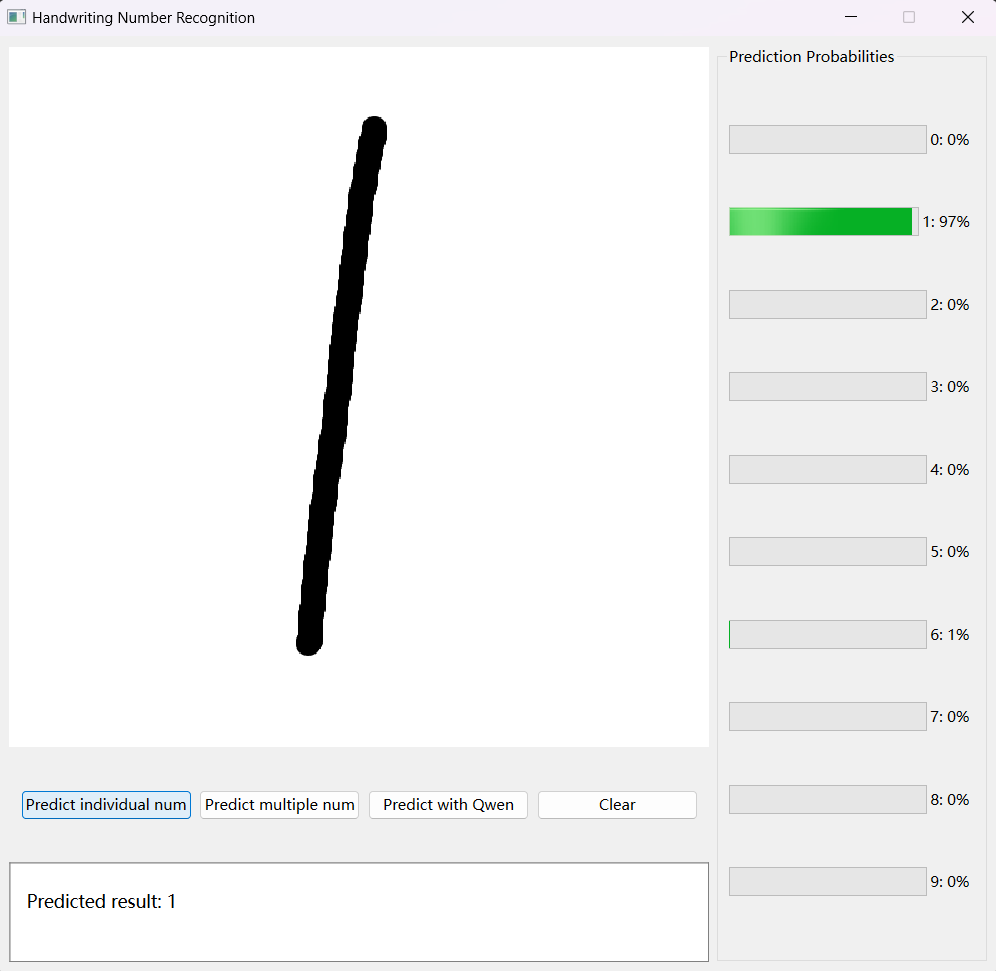 Handwriting Number Recognition
Prediction Probabilities
1
0: 0%
1: 97%
2: 0%
3: 0%
4: 0%
5: 0%
6: 1%
7: 0%
8: 0%
9: 0%
Predict individual num
Predict multiple num
Predict with Qwen
Clear
Predicted result: 1